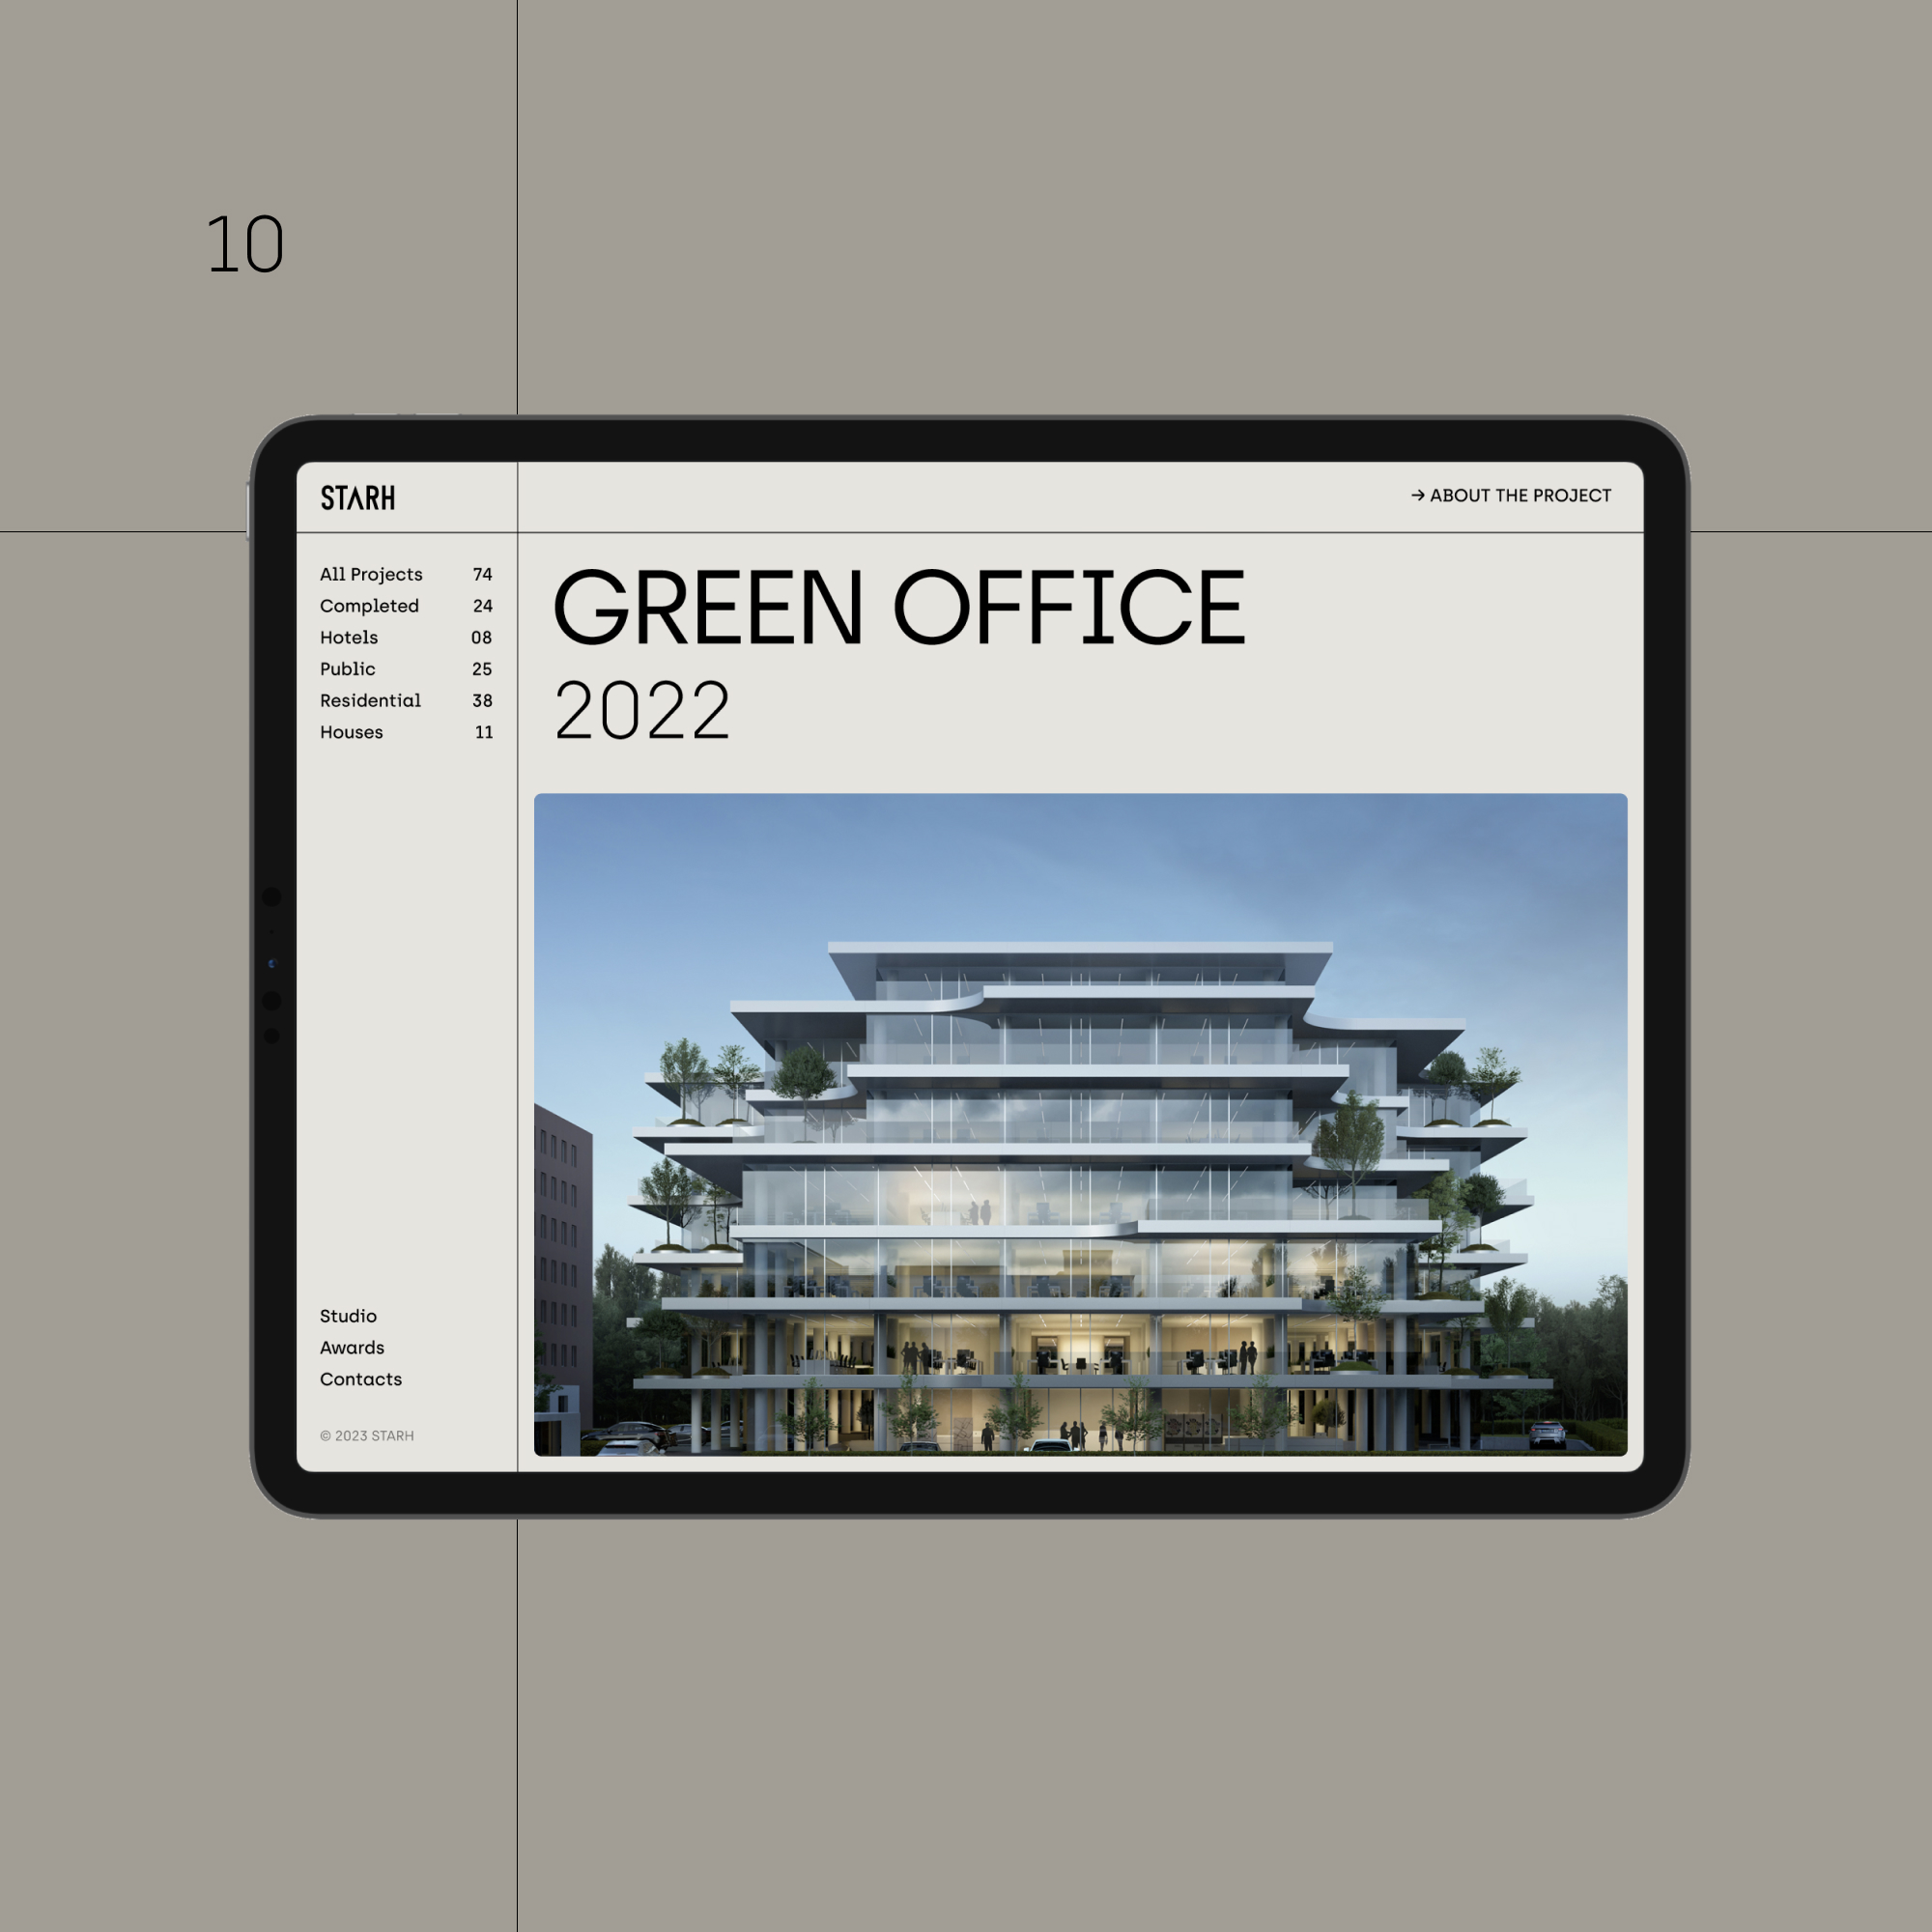 10
STARH
→ ABOUT THE PROJECT
All Projects 74
Completed 24
Hotels 08
Public 25
Residential 38
Houses 11
GREEN OFFICE
2022
Studio
Awards
Contacts
© 2023 STARH